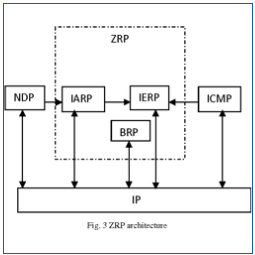 ZRP
NDP
IARP
IERP
ICMP
BRP
IP
Fig. 3 ZRP architecture